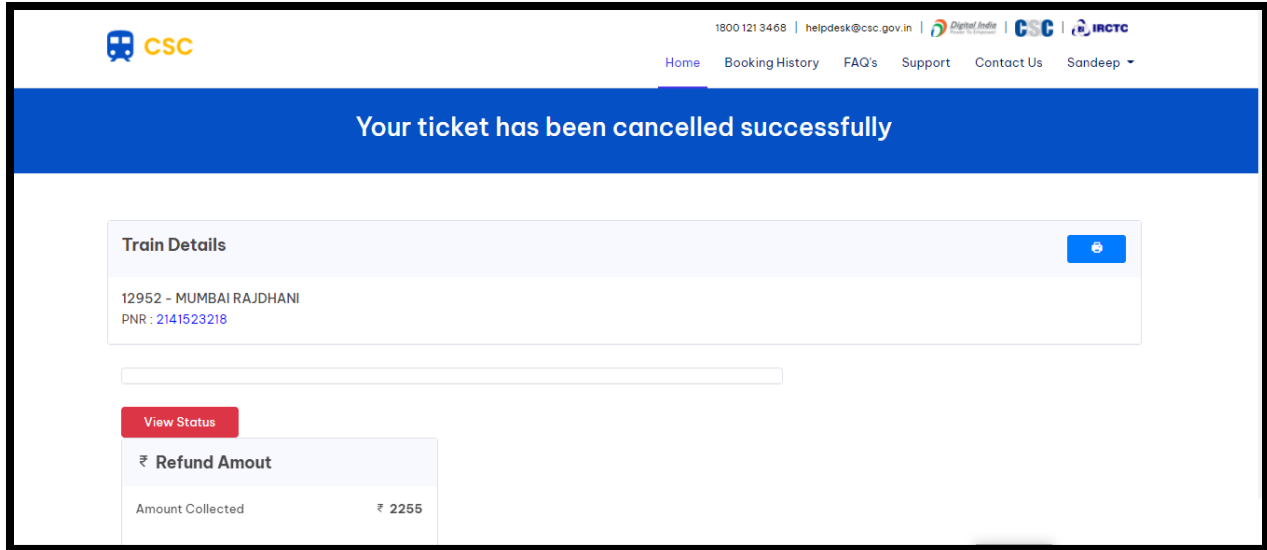 1800 121 3468 | helpdesk@csc.gov.in | Digital India | CSC | IRCTC
CSC
Home Booking History FAQ's Support Contact Us Sandeep
Your ticket has been cancelled successfully
Train Details
12952 - MUMBAI RAJDHANI
PNR : 2141523218
View Status
₹ Refund Amout
Amount Collected ₹ 2255